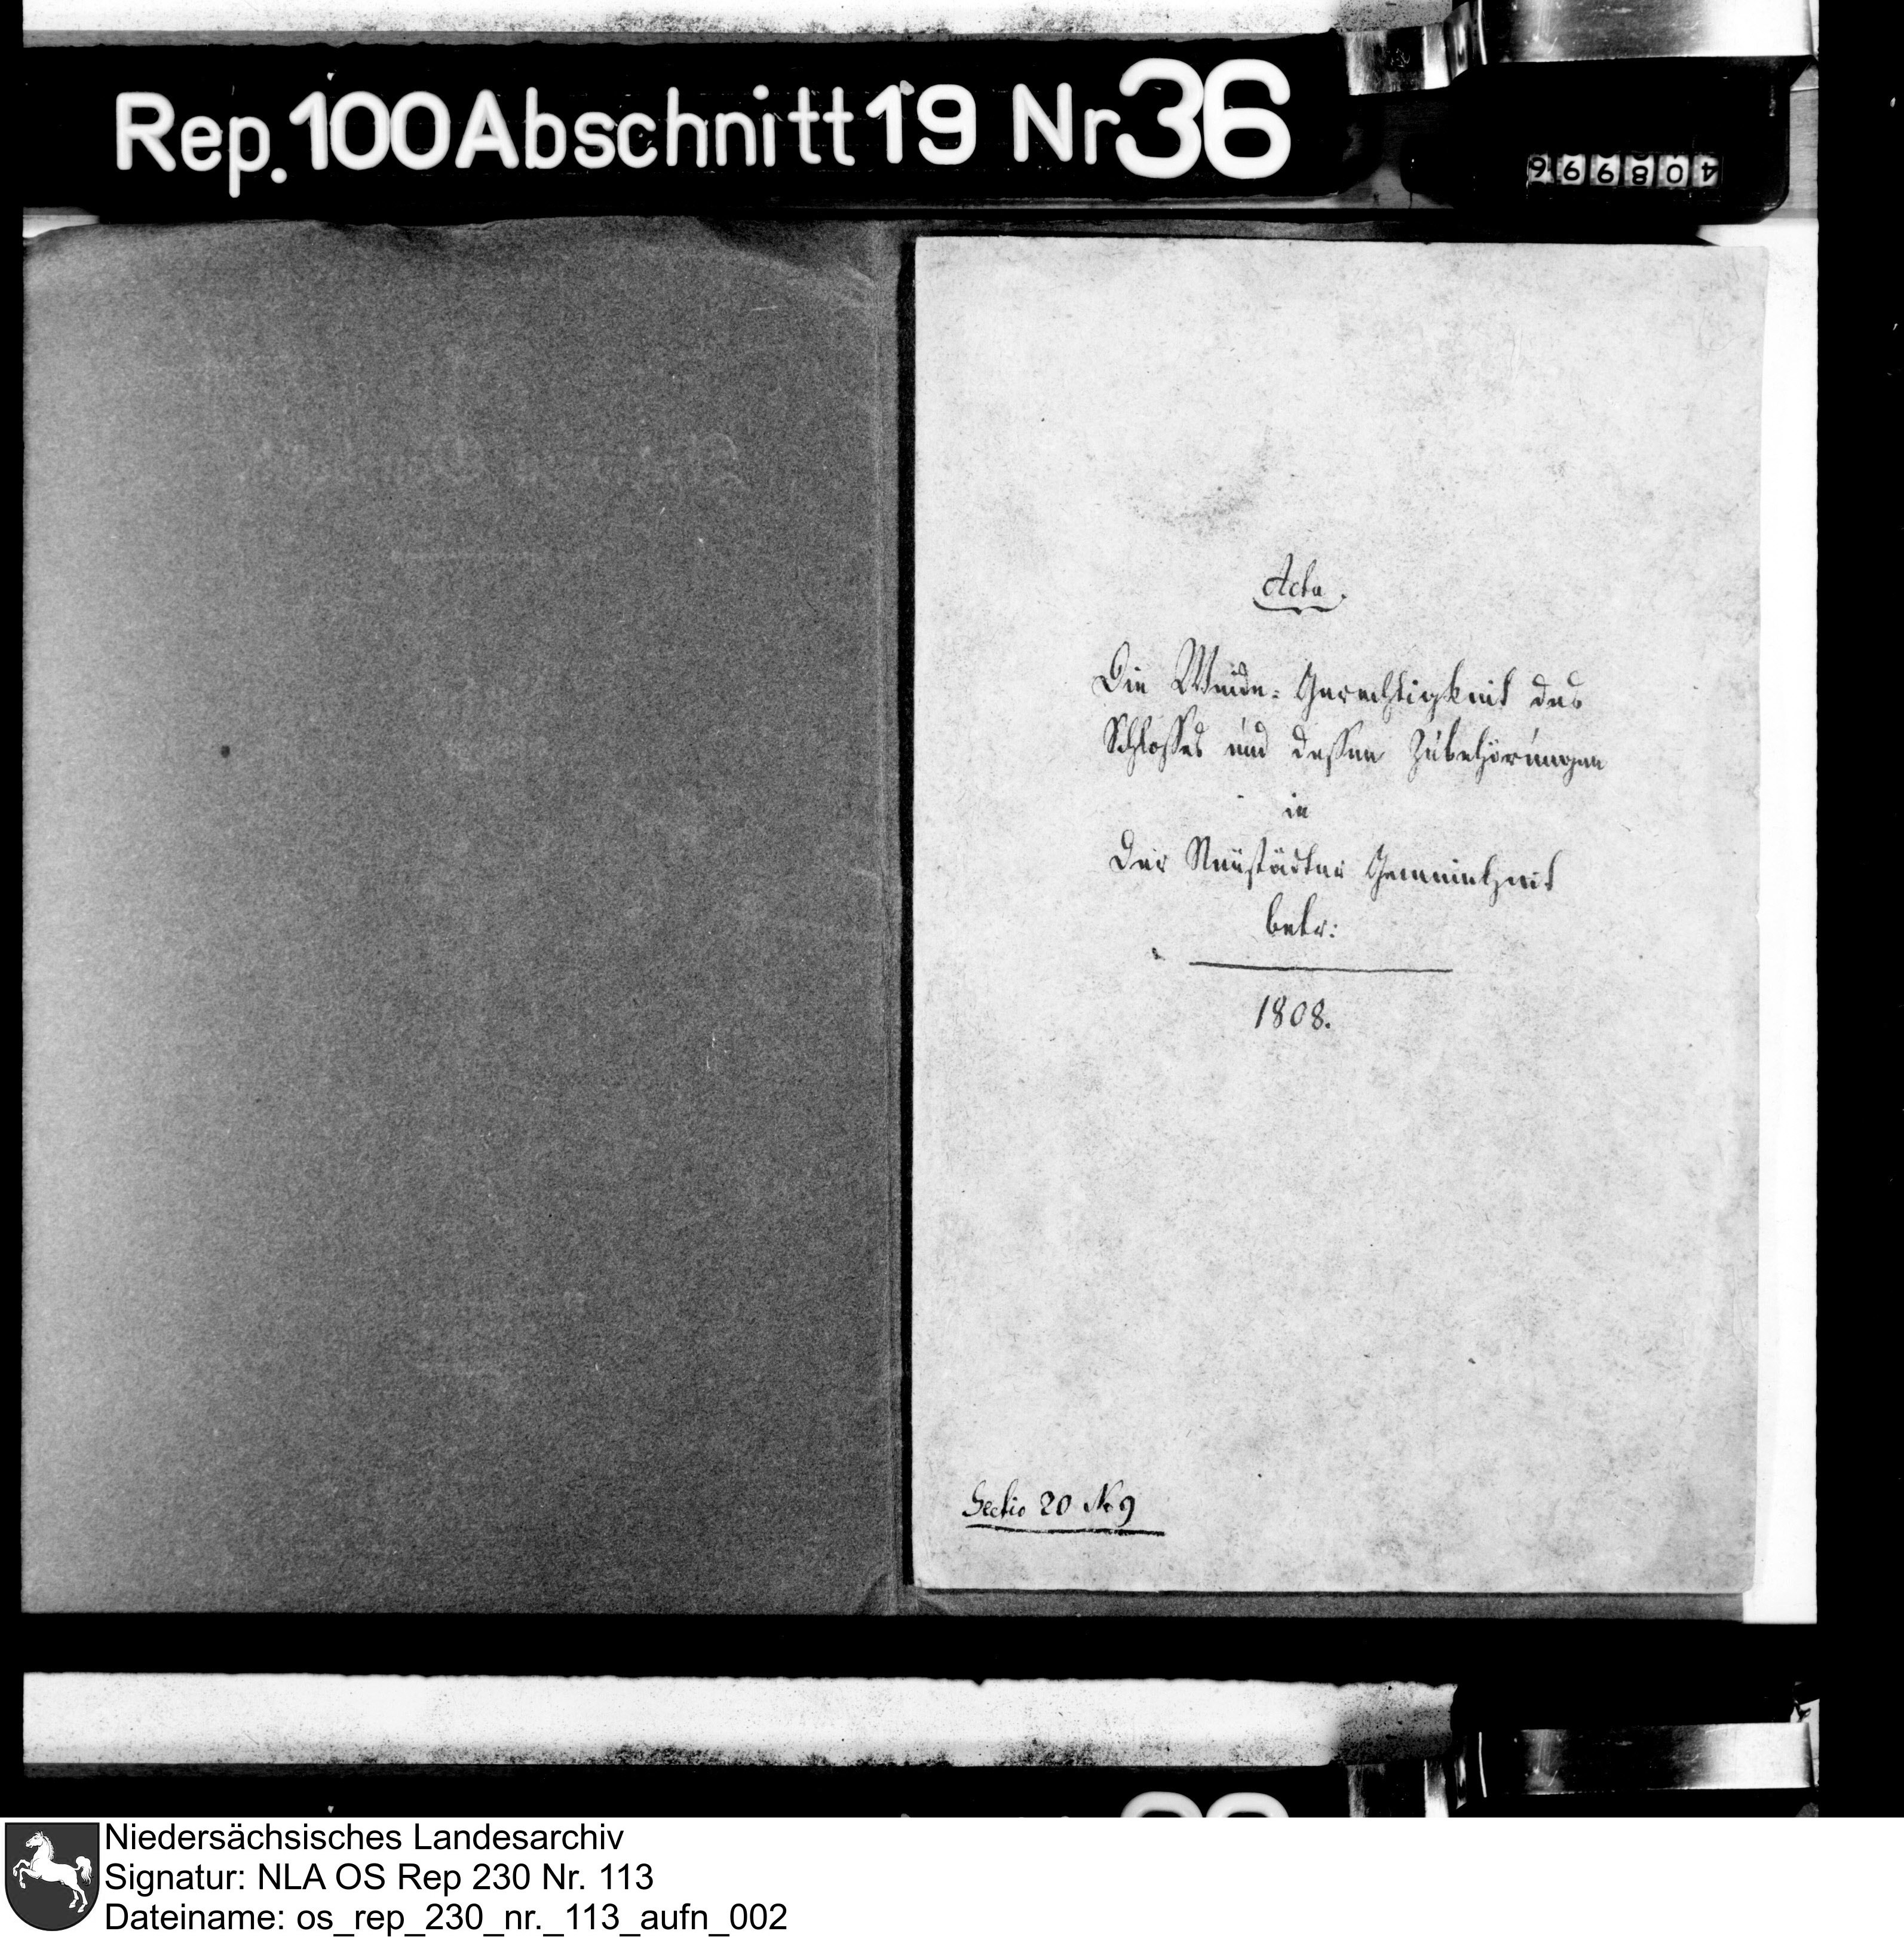 Rep. 100 Abschnitt 19 Nr 36
408996
Acta.
Die Weide-Gerechtigkeit des
Schlosses und dessen Zubehörungen
in
der Neustädter Gemeinheit
betr:
1808.
Sectio 20 No 9
Niedersächsisches Landesarchiv
Signatur: NLA OS Rep 230 Nr. 113
Dateiname: os_rep_230_nr._113_aufn_002